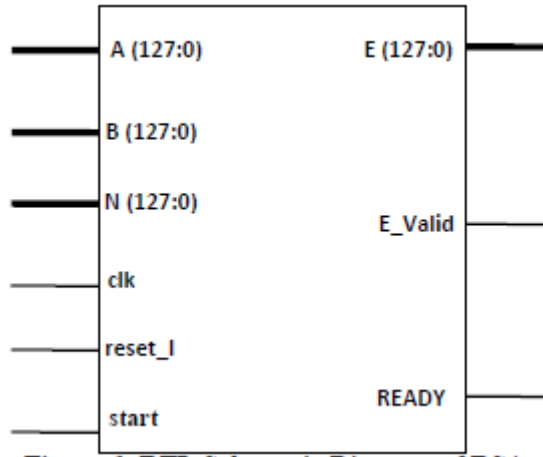 A (127:0)
E (127:0)
B (127:0)
N (127:0)
E_Valid
clk
reset_l
READY
start